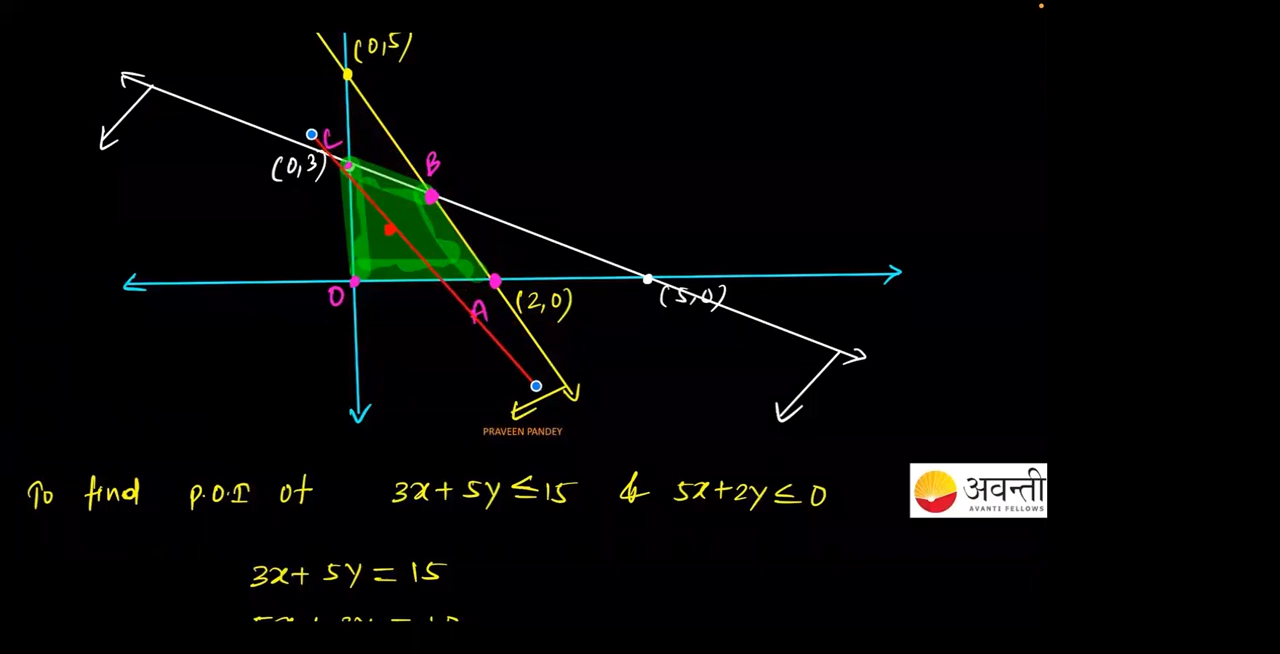 (0,5)
C
(0,3)
B
O
A
(2,0)
(5,0)
PRAVEEN PANDEY
To find P.O.I of 3x + 5y ≤ 15 & 5x + 2y ≤ 0
अवन्ती
AVANTI FELLOWS
3x + 5y = 15